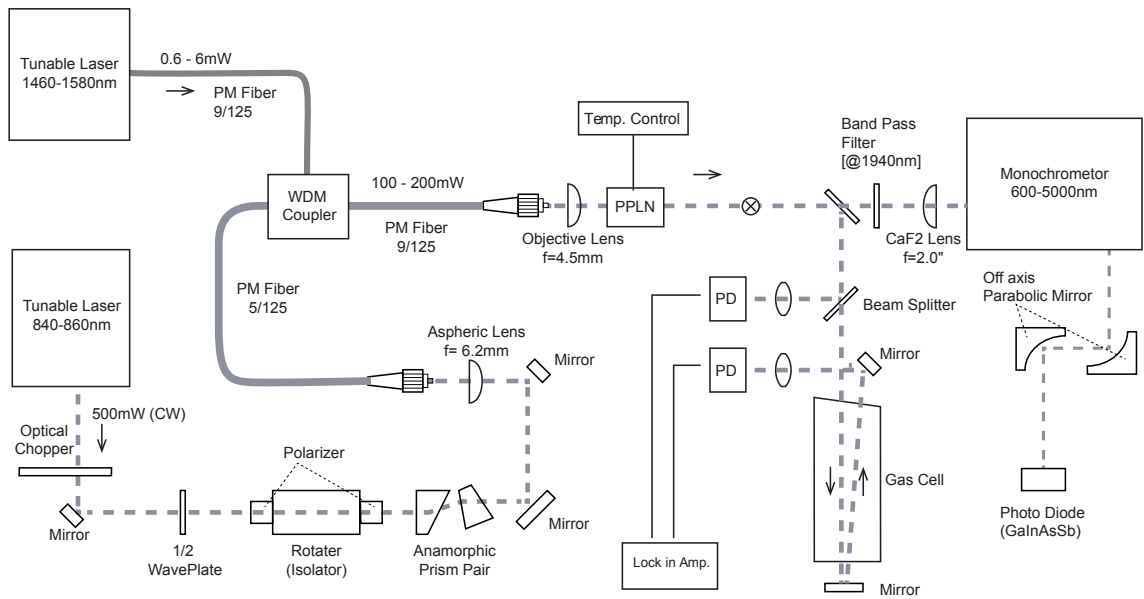 Tunable Laser
1460-1580nm
0.6 - 6mW
PM Fiber
9/125
WDM
Coupler
100 - 200mW
PM Fiber
9/125
Temp. Control
PPLN
Objective Lens
f=4.5mm
Band Pass
Filter
[@1940nm]
CaF2 Lens
f=2.0"
Monochrometor
600-5000nm
Tunable Laser
840-860nm
PM Fiber
5/125
Aspheric Lens
f= 6.2mm
Mirror
PD
Beam Splitter
Off axis
Parabolic Mirror
PD
Mirror
500mW (CW)
Optical
Chopper
Polarizer
Mirror
1/2
WavePlate
Rotater
(Isolator)
Anamorphic
Prism Pair
Mirror
Gas Cell
Photo Diode
(GaInAsSb)
Lock in Amp.
Mirror